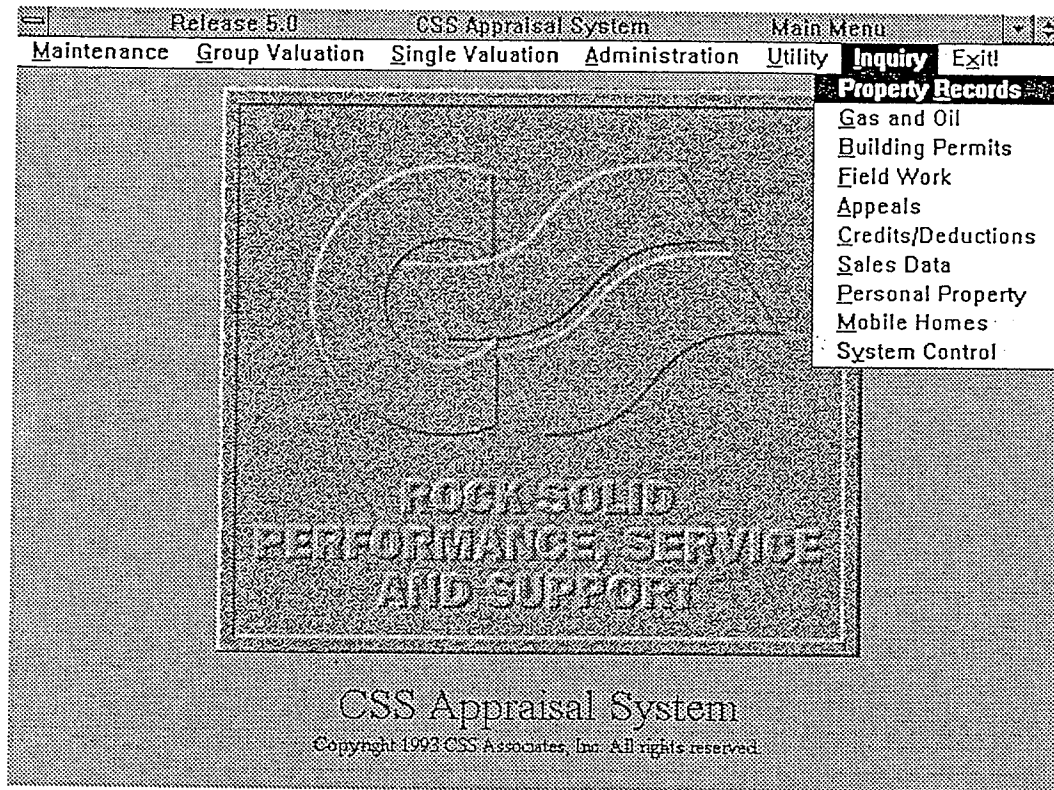 Release 5.0 CSS Appraisal System Main Menu
Maintenance Group Valuation Single Valuation Administration Utility Inquiry Exit!
Property Records
Gas and Oil
Building Permits
Field Work
Appeals
Credits/Deductions
Sales Data
Personal Property
Mobile Homes
System Control
ROCK SOLID
PERFORMANCE, SERVICE
AND SUPPORT
CSS Appraisal System
Copyright 1993 CSS Associates, Inc. All rights reserved.